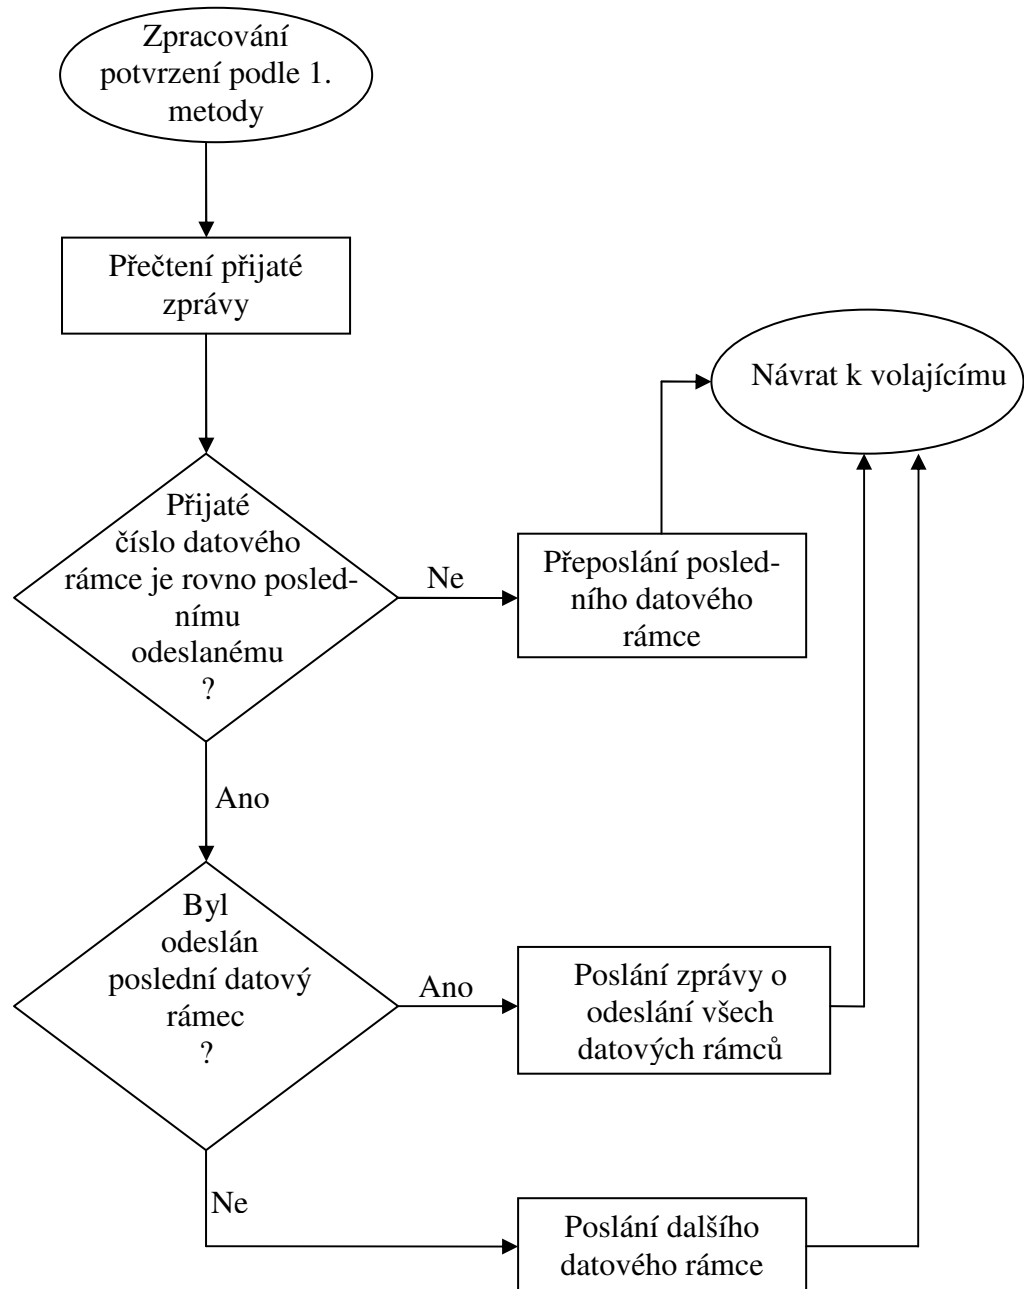 Zpracování
potvrzení podle 1.
metody
Přečtení přijaté
zprávy
Návrat k volajícímu
Přijaté
číslo datového
rámce je rovno posled-
nímu
odeslanému
?
Ne
Přeposlání posled-
ního datového
rámce
Ano
Byl
odeslán
poslední datový
rámec
?
Ano
Poslání zprávy o
odeslání všech
datových rámců
Ne
Poslání dalšího
datového rámce